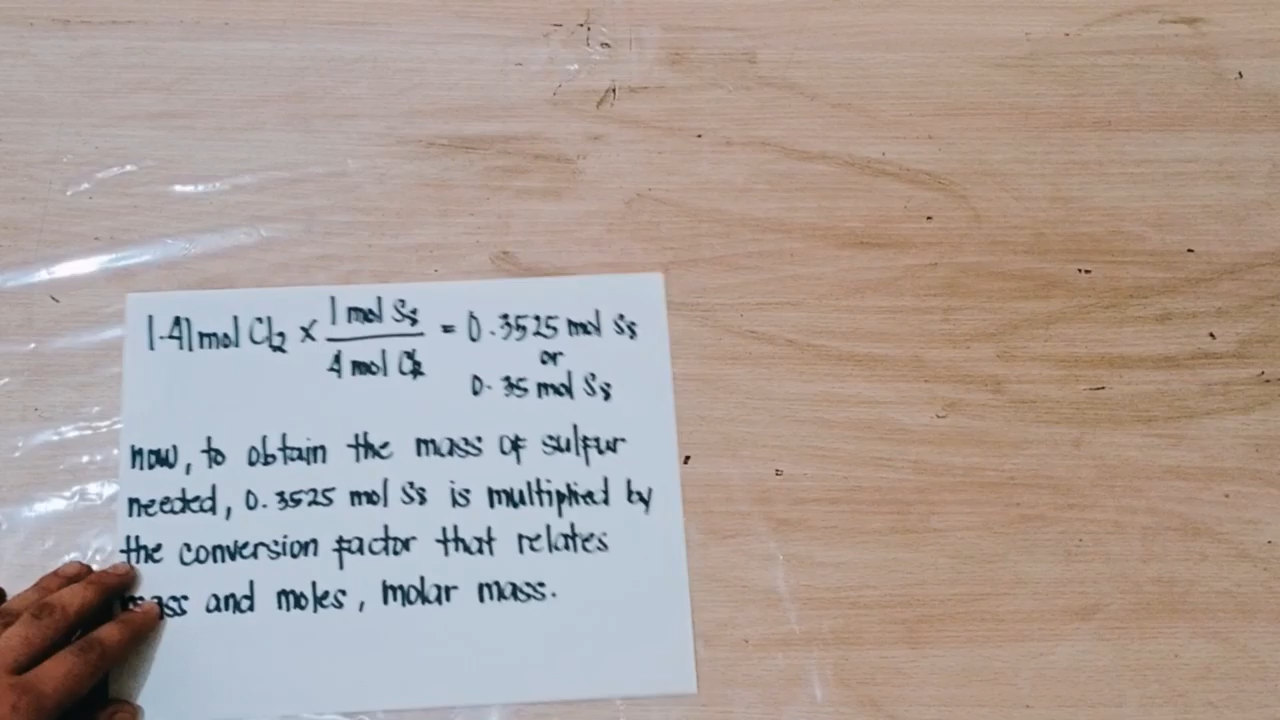 1.41 mol Cl₂ × 1 mol S₈ / 4 mol Cl₂ = 0.3525 mol S₈
or
0.35 mol S₈
now, to obtain the mass of sulfur
needed, 0.3525 mol S₈ is multiplied by
the conversion factor that relates
mass and moles, molar mass.